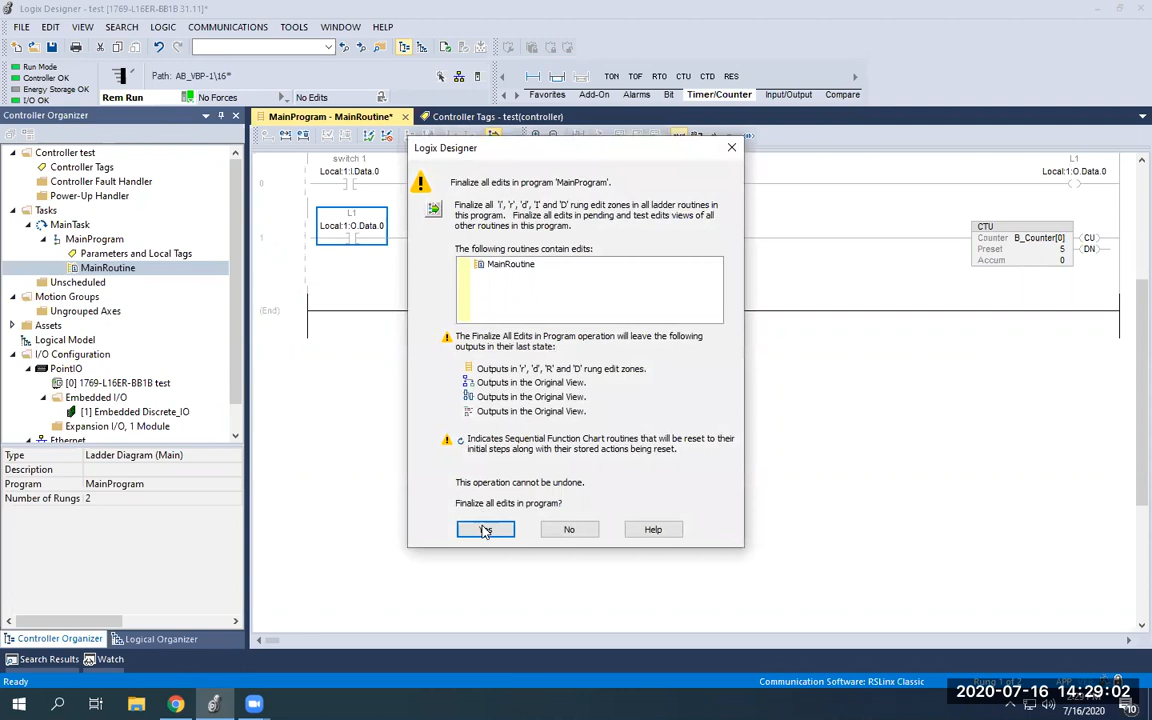 Logix Designer - test [1769-L16ER-BB1B 31.11]*
FILE EDIT VIEW SEARCH LOGIC COMMUNICATIONS TOOLS WINDOW HELP
Run Mode
Controller OK
Energy Storage OK
I/O OK
Path: AB_VBP-1\16*
Rem Run
No Forces
No Edits
TON TOF RTO CTU CTD RES
Favorites Add-On Alarms Bit Timer/Counter Input/Output Compare
Controller Organizer
MainProgram - MainRoutine*
Controller Tags - test(controller)
Controller test
Controller Tags
Controller Fault Handler
Power-Up Handler
Tasks
MainTask
MainProgram
Parameters and Local Tags
MainRoutine
Unscheduled
Motion Groups
Ungrouped Axes
Assets
Logical Model
I/O Configuration
PointIO
[0] 1769-L16ER-BB1B test
Embedded I/O
[1] Embedded Discrete_IO
Expansion I/O, 1 Module
Ethernet
Type Ladder Diagram (Main)
Description
Program MainProgram
Number of Rungs 2
Controller Organizer
Logical Organizer
Search Results
Watch
Ready
switch 1
Local:1:I.Data.0
0
L1
Local:1:O.Data.0
L1
Local:1:O.Data.0
1
CTU
Counter B_Counter[0]
Preset 5
Accum 0
CU
DN
(End)
Logix Designer
Finalize all edits in program 'MainProgram'.
Finalize all 'i', 'r', 'd', 'I' and 'D' rung edit zones in all ladder routines in
this program. Finalize all edits in pending and test edits views of all
other routines in this program.
The following routines contain edits:
MainRoutine
The Finalize All Edits in Program operation will leave the following
outputs in their last state:
Outputs in 'r', 'd', 'R' and 'D' rung edit zones.
Outputs in the Original View.
Outputs in the Original View.
Outputs in the Original View.
Indicates Sequential Function Chart routines that will be reset to their
initial steps along with their stored actions being reset.
This operation cannot be undone.
Finalize all edits in program?
Yes
No
Help
Communication Software: RSLinx Classic
2020-07-16 14:29:02
7/16/2020
10